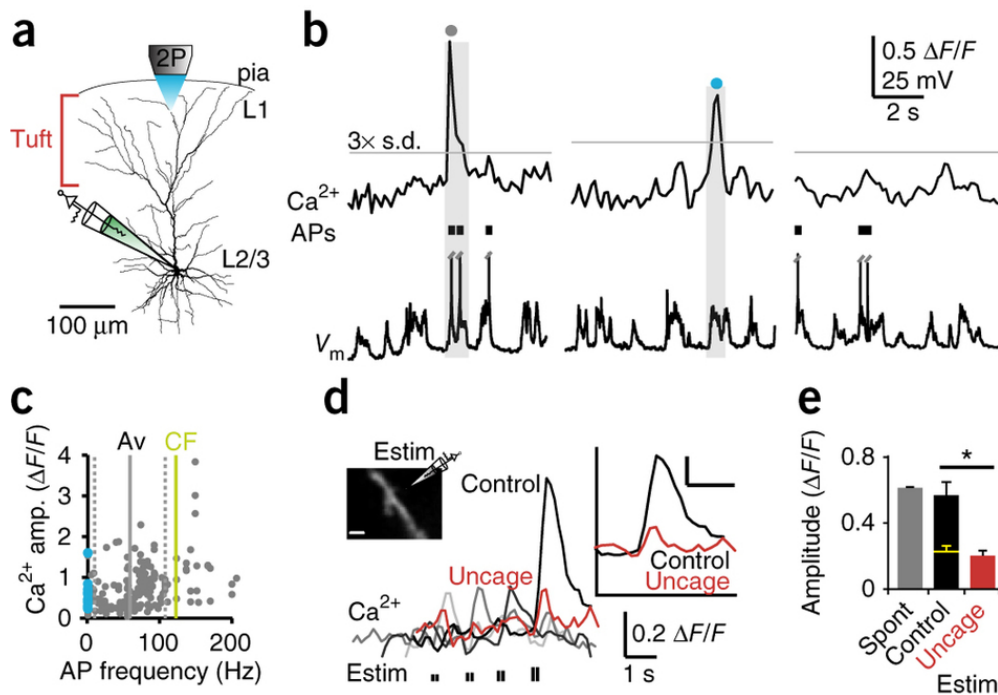 a
2P
pia
L1
Tuft
L2/3
100 μm
b
0.5 ΔF/F
25 mV
2 s
3× s.d.
Ca2+
APs
Vm
c
Av
CF
Ca2+ amp. (ΔF/F)
4
3
2
1
0
0
100
200
AP frequency (Hz)
d
Estim
Control
Uncage
Control
Uncage
Ca2+
0.2 ΔF/F
1 s
Estim
e
*
Amplitude (ΔF/F)
0.8
0.4
0
Spont
Control
Uncage
Estim